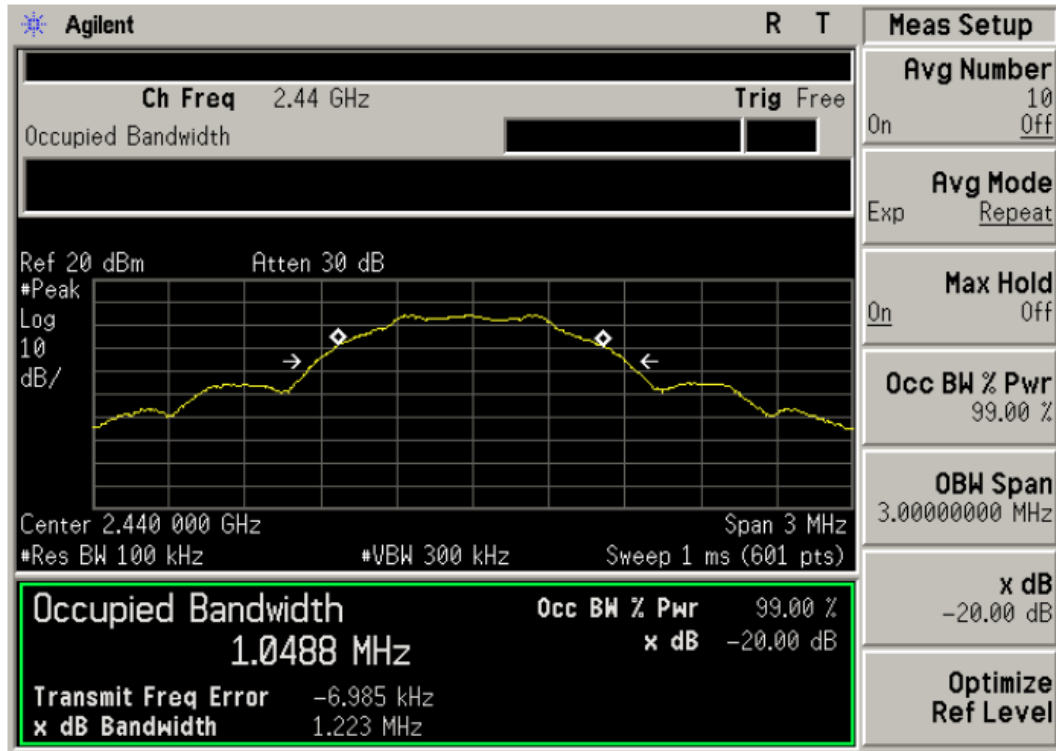 Agilent R T
Ch Freq 2.44 GHz Trig Free
Occupied Bandwidth
Ref 20 dBm Atten 30 dB
#Peak
Log
10
dB/
Center 2.440 000 GHz Span 3 MHz
#Res BW 100 kHz #VBW 300 kHz Sweep 1 ms (601 pts)
Occupied Bandwidth Occ BW % Pwr 99.00 %
1.0488 MHz x dB -20.00 dB
Transmit Freq Error -6.985 kHz
x dB Bandwidth 1.223 MHz
Meas Setup
Avg Number
10
On Off
Avg Mode
Exp Repeat
Max Hold
On Off
Occ BW % Pwr
99.00 %
OBW Span
3.00000000 MHz
x dB
-20.00 dB
Optimize
Ref Level